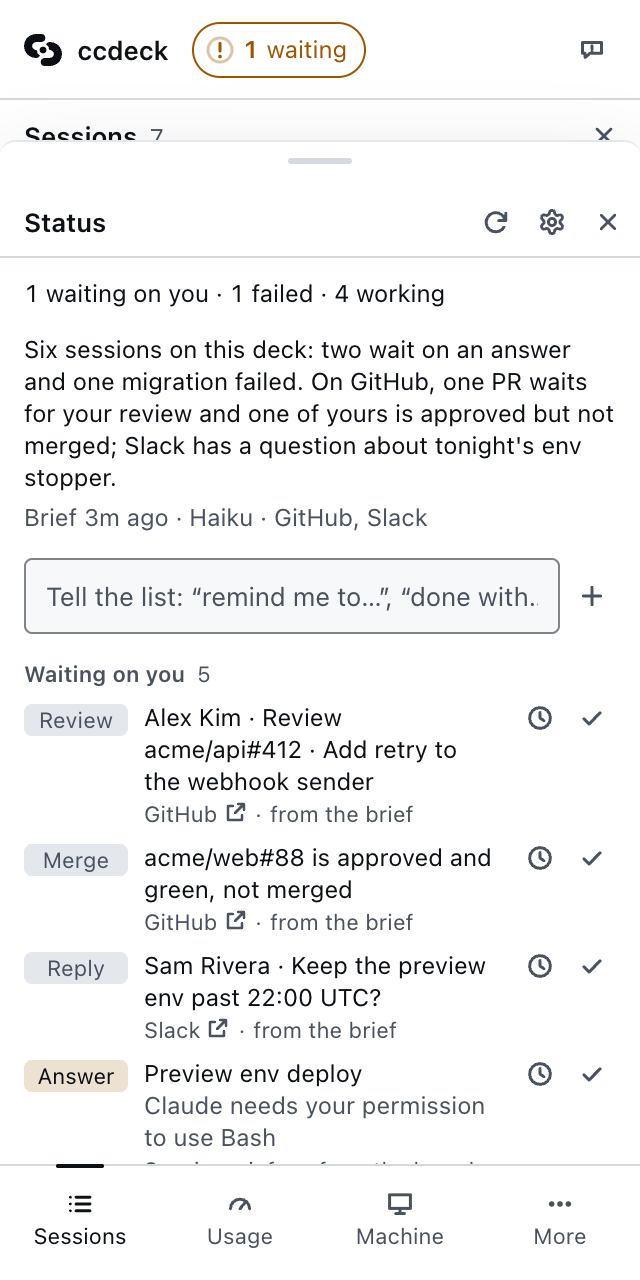 ccdeck
1 waiting
Sessions 7
Status
1 waiting on you · 1 failed · 4 working
Six sessions on this deck: two wait on an answer
and one migration failed. On GitHub, one PR waits
for your review and one of yours is approved but not
merged; Slack has a question about tonight's env
stopper.
Brief 3m ago · Haiku · GitHub, Slack
Tell the list: “remind me to…”, “done with..
Waiting on you 5
Review
Alex Kim · Review
acme/api#412 · Add retry to
the webhook sender
GitHub · from the brief
Merge
acme/web#88 is approved and
green, not merged
GitHub · from the brief
Reply
Sam Rivera · Keep the preview
env past 22:00 UTC?
Slack · from the brief
Answer
Preview env deploy
Claude needs your permission
to use Bash
Sessions
Usage
Machine
More